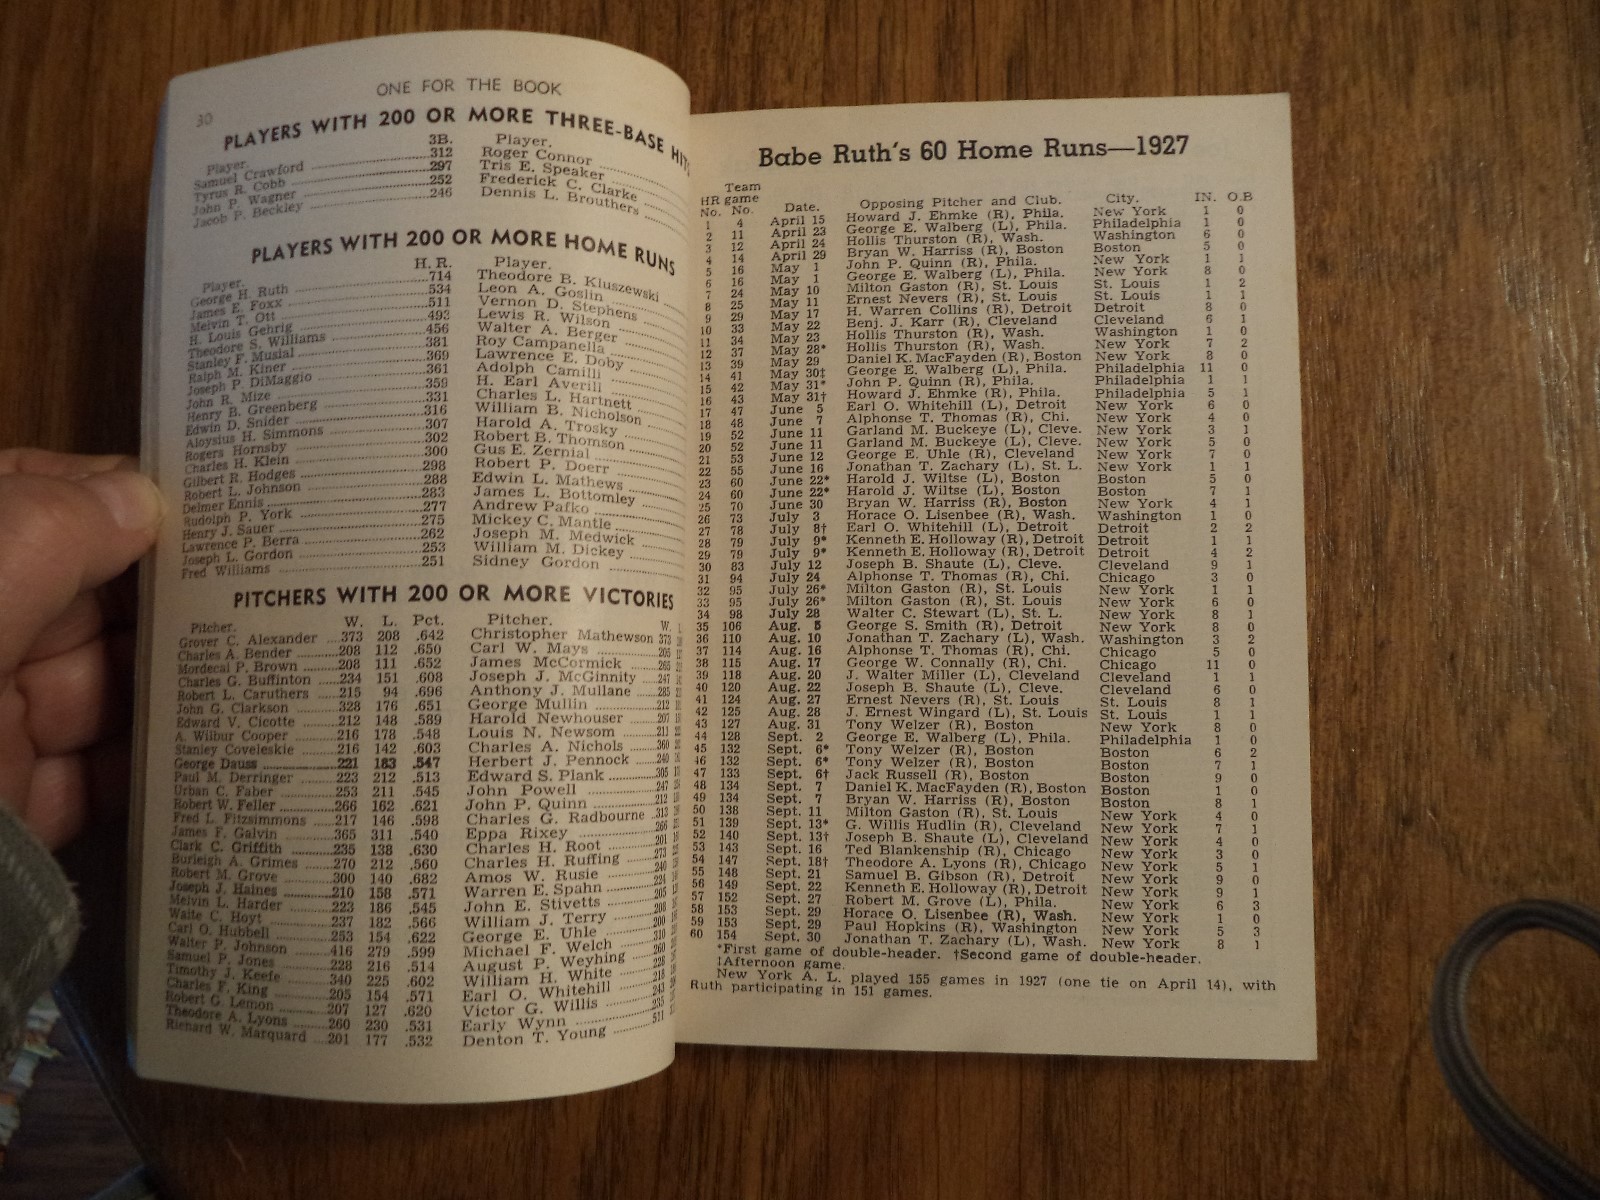 30
ONE FOR THE BOOK
PLAYERS WITH 200 OR MORE THREE-BASE HITS
Player. 3B. Player.
Samuel Crawford 312 Roger Connor
Tyrus R. Cobb 297 Tris E. Speaker
John P. Wagner 252 Frederick C. Clarke
Jacob P. Beckley 246 Dennis L. Brouthers
PLAYERS WITH 200 OR MORE HOME RUNS
Player. H. R. Player.
George H. Ruth 714 Theodore B. Kluszewski
James E. Foxx 534 Leon A. Goslin
Melvin T. Ott 511 Vernon D. Stephens
H. Louis Gehrig 493 Lewis R. Wilson
Theodore S. Williams 456 Walter A. Berger
Stanley F. Musial 381 Roy Campanella
Ralph M. Kiner 369 Lawrence E. Doby
Joseph P. DiMaggio 361 Adolph Camilli
John R. Mize 359 H. Earl Averill
Henry B. Greenberg 331 Charles L. Hartnett
Edwin D. Snider 316 William B. Nicholson
Aloysius H. Simmons 307 Harold A. Trosky
Rogers Hornsby 302 Robert B. Thomson
Charles H. Klein 300 Gus E. Zernial
Gilbert R. Hodges 298 Robert P. Doerr
Robert L. Johnson 288 Edwin L. Mathews
Delmer Ennis 283 James L. Bottomley
Rudolph P. York 277 Andrew Pafko
Henry J. Sauer 275 Mickey C. Mantle
Lawrence P. Berra 262 Joseph M. Medwick
Joseph L. Gordon 253 William M. Dickey
Fred Williams 251 Sidney Gordon
PITCHERS WITH 200 OR MORE VICTORIES
Pitcher. W. L. Pct. Pitcher. W. L
Grover C. Alexander 373 208 .642 Christopher Mathewson 373
Charles A. Bender 208 112 .650 Carl W. Mays
Mordecai P. Brown 208 111 .652 James McCormick
Charles G. Buffinton 234 151 .608 Joseph J. McGinnity 247
Robert L. Caruthers 215 94 .696 Anthony J. Mullane 285
John G. Clarkson 328 176 .651 George Mullin 212
Edward V. Cicotte 212 148 .589 Harold Newhouser 207
A. Wilbur Cooper 216 178 .548 Louis N. Newsom 211
Stanley Coveleskie 216 142 .603 Charles A. Nichols 360
George Dauss 221 183 .547 Herbert J. Pennock 240
Paul M. Derringer 223 212 .513 Edward S. Plank 305
Urban C. Faber 253 211 .545 John Powell 247
Robert W. Feller 266 162 .621 John P. Quinn 212
Fred L. Fitzsimmons 217 146 .598 Charles G. Radbourne
James F. Galvin 365 311 .540 Eppa Rixey 266
Clark C. Griffith 235 138 .630 Charles H. Root 201
Burleigh A. Grimes 270 212 .560 Charles H. Ruffing 273
Robert M. Grove 300 140 .682 Amos W. Rusie
Joseph J. Haines 210 158 .571 Warren E. Spahn
Melvin L. Harder 223 186 .545 John E. Stivetts
Waite C. Hoyt 237 182 .566 William J. Terry
Carl O. Hubbell 253 154 .622 George E. Uhle
Walter P. Johnson 416 279 .599 Michael F. Welch
Samuel P. Jones 228 216 .514 August P. Weyhing
Timothy J. Keefe 340 225 .602 William H. White
Charles F. King 205 154 .571 Earl O. Whitehill
Robert G. Lemon 207 127 .620 Victor G. Willis
Theodore A. Lyons 260 230 .531 Early Wynn
Richard W. Marquard 201 177 .532 Denton T. Young 511
Babe Ruth's 60 Home Runs—1927
Team
HR game
No. No. Date. Opposing Pitcher and Club. City. IN. O.B
1 4 April 15 Howard J. Ehmke (R), Phila. New York 1 0
2 11 April 23 George E. Walberg (L), Phila. Philadelphia 1 0
3 12 April 24 Hollis Thurston (R), Wash. Washington 6 0
4 14 April 29 Bryan W. Harriss (R), Boston Boston 5 0
5 16 May 1 John P. Quinn (R), Phila. New York 1 1
6 16 May 1 George E. Walberg (L), Phila. New York 8 0
7 24 May 10 Milton Gaston (R), St. Louis St. Louis 1 2
8 25 May 11 Ernest Nevers (R), St. Louis St. Louis 1 1
9 29 May 17 H. Warren Collins (R), Detroit Detroit 8 0
10 33 May 22 Benj. J. Karr (R), Cleveland Cleveland 6 1
11 34 May 23 Hollis Thurston (R), Wash. Washington 1 0
12 37 May 28* Hollis Thurston (R), Wash. New York 7 2
13 39 May 29 Daniel K. MacFayden (R), Boston New York 8 0
14 41 May 30‡ George E. Walberg (L), Phila. Philadelphia 11 0
15 42 May 31* John P. Quinn (R), Phila. Philadelphia 1 1
16 43 May 31† Howard J. Ehmke (R), Phila. Philadelphia 5 1
17 47 June 5 Earl O. Whitehill (L), Detroit New York 6 0
18 48 June 7 Alphonse T. Thomas (R), Chi. New York 4 0
19 52 June 11 Garland M. Buckeye (L), Cleve. New York 3 1
20 52 June 11 Garland M. Buckeye (L), Cleve. New York 5 0
21 53 June 12 George E. Uhle (R), Cleveland New York 7 0
22 55 June 16 Jonathan T. Zachary (L), St. L. New York 1 1
23 60 June 22* Harold J. Wiltse (L), Boston Boston 5 0
24 60 June 22* Harold J. Wiltse (L), Boston Boston 7 1
25 70 June 30 Bryan W. Harriss (R), Boston New York 4 1
26 73 July 3 Horace O. Lisenbee (R), Wash. Washington 1 0
27 78 July 8† Earl O. Whitehill (L), Detroit Detroit 2 2
28 79 July 9* Kenneth E. Holloway (R), Detroit Detroit 1 1
29 79 July 9* Kenneth E. Holloway (R), Detroit Detroit 4 2
30 83 July 12 Joseph B. Shaute (L), Cleve. Cleveland 9 1
31 94 July 24 Alphonse T. Thomas (R), Chi. Chicago 3 0
32 95 July 26* Milton Gaston (R), St. Louis New York 1 1
33 95 July 26* Milton Gaston (R), St. Louis New York 6 0
34 98 July 28 Walter C. Stewart (L), St. L. New York 8 1
35 106 Aug. 5 George S. Smith (R), Detroit New York 8 0
36 110 Aug. 10 Jonathan T. Zachary (L), Wash. Washington 3 2
37 114 Aug. 16 Alphonse T. Thomas (R), Chi. Chicago 5 0
38 115 Aug. 17 George W. Connally (R), Chi. Chicago 11 0
39 118 Aug. 20 J. Walter Miller (L), Cleveland Cleveland 1 1
40 120 Aug. 22 Joseph B. Shaute (L), Cleve. Cleveland 6 0
41 124 Aug. 27 Ernest Nevers (R), St. Louis St. Louis 8 1
42 125 Aug. 28 J. Ernest Wingard (L), St. Louis St. Louis 1 1
43 127 Aug. 31 Tony Welzer (R), Boston New York 8 0
44 128 Sept. 2 George E. Walberg (L), Phila. Philadelphia 1 0
45 132 Sept. 6* Tony Welzer (R), Boston Boston 6 2
46 132 Sept. 6* Tony Welzer (R), Boston Boston 7 1
47 133 Sept. 6† Jack Russell (R), Boston Boston 9 0
48 134 Sept. 7 Daniel K. MacFayden (R), Boston Boston 1 0
49 134 Sept. 7 Bryan W. Harriss (R), Boston Boston 8 1
50 138 Sept. 11 Milton Gaston (R), St. Louis New York 4 0
51 139 Sept. 13* G. Willis Hudlin (R), Cleveland New York 7 1
52 140 Sept. 13† Joseph B. Shaute (L), Cleveland New York 4 0
53 143 Sept. 16 Ted Blankenship (R), Chicago New York 3 0
54 147 Sept. 18† Theodore A. Lyons (R), Chicago New York 5 1
55 148 Sept. 21 Samuel B. Gibson (R), Detroit New York 9 0
56 149 Sept. 22 Kenneth E. Holloway (R), Detroit New York 9 1
57 152 Sept. 27 Robert M. Grove (L), Phila. New York 6 3
58 153 Sept. 29 Horace O. Lisenbee (R), Wash. New York 1 0
59 153 Sept. 29 Paul Hopkins (R), Washington New York 5 3
60 154 Sept. 30 Jonathan T. Zachary (L), Wash. New York 8 1
*First game of double-header. †Second game of double-header.
‡Afternoon game.
New York A. L. played 155 games in 1927 (one tie on April 14), with
Ruth participating in 151 games.